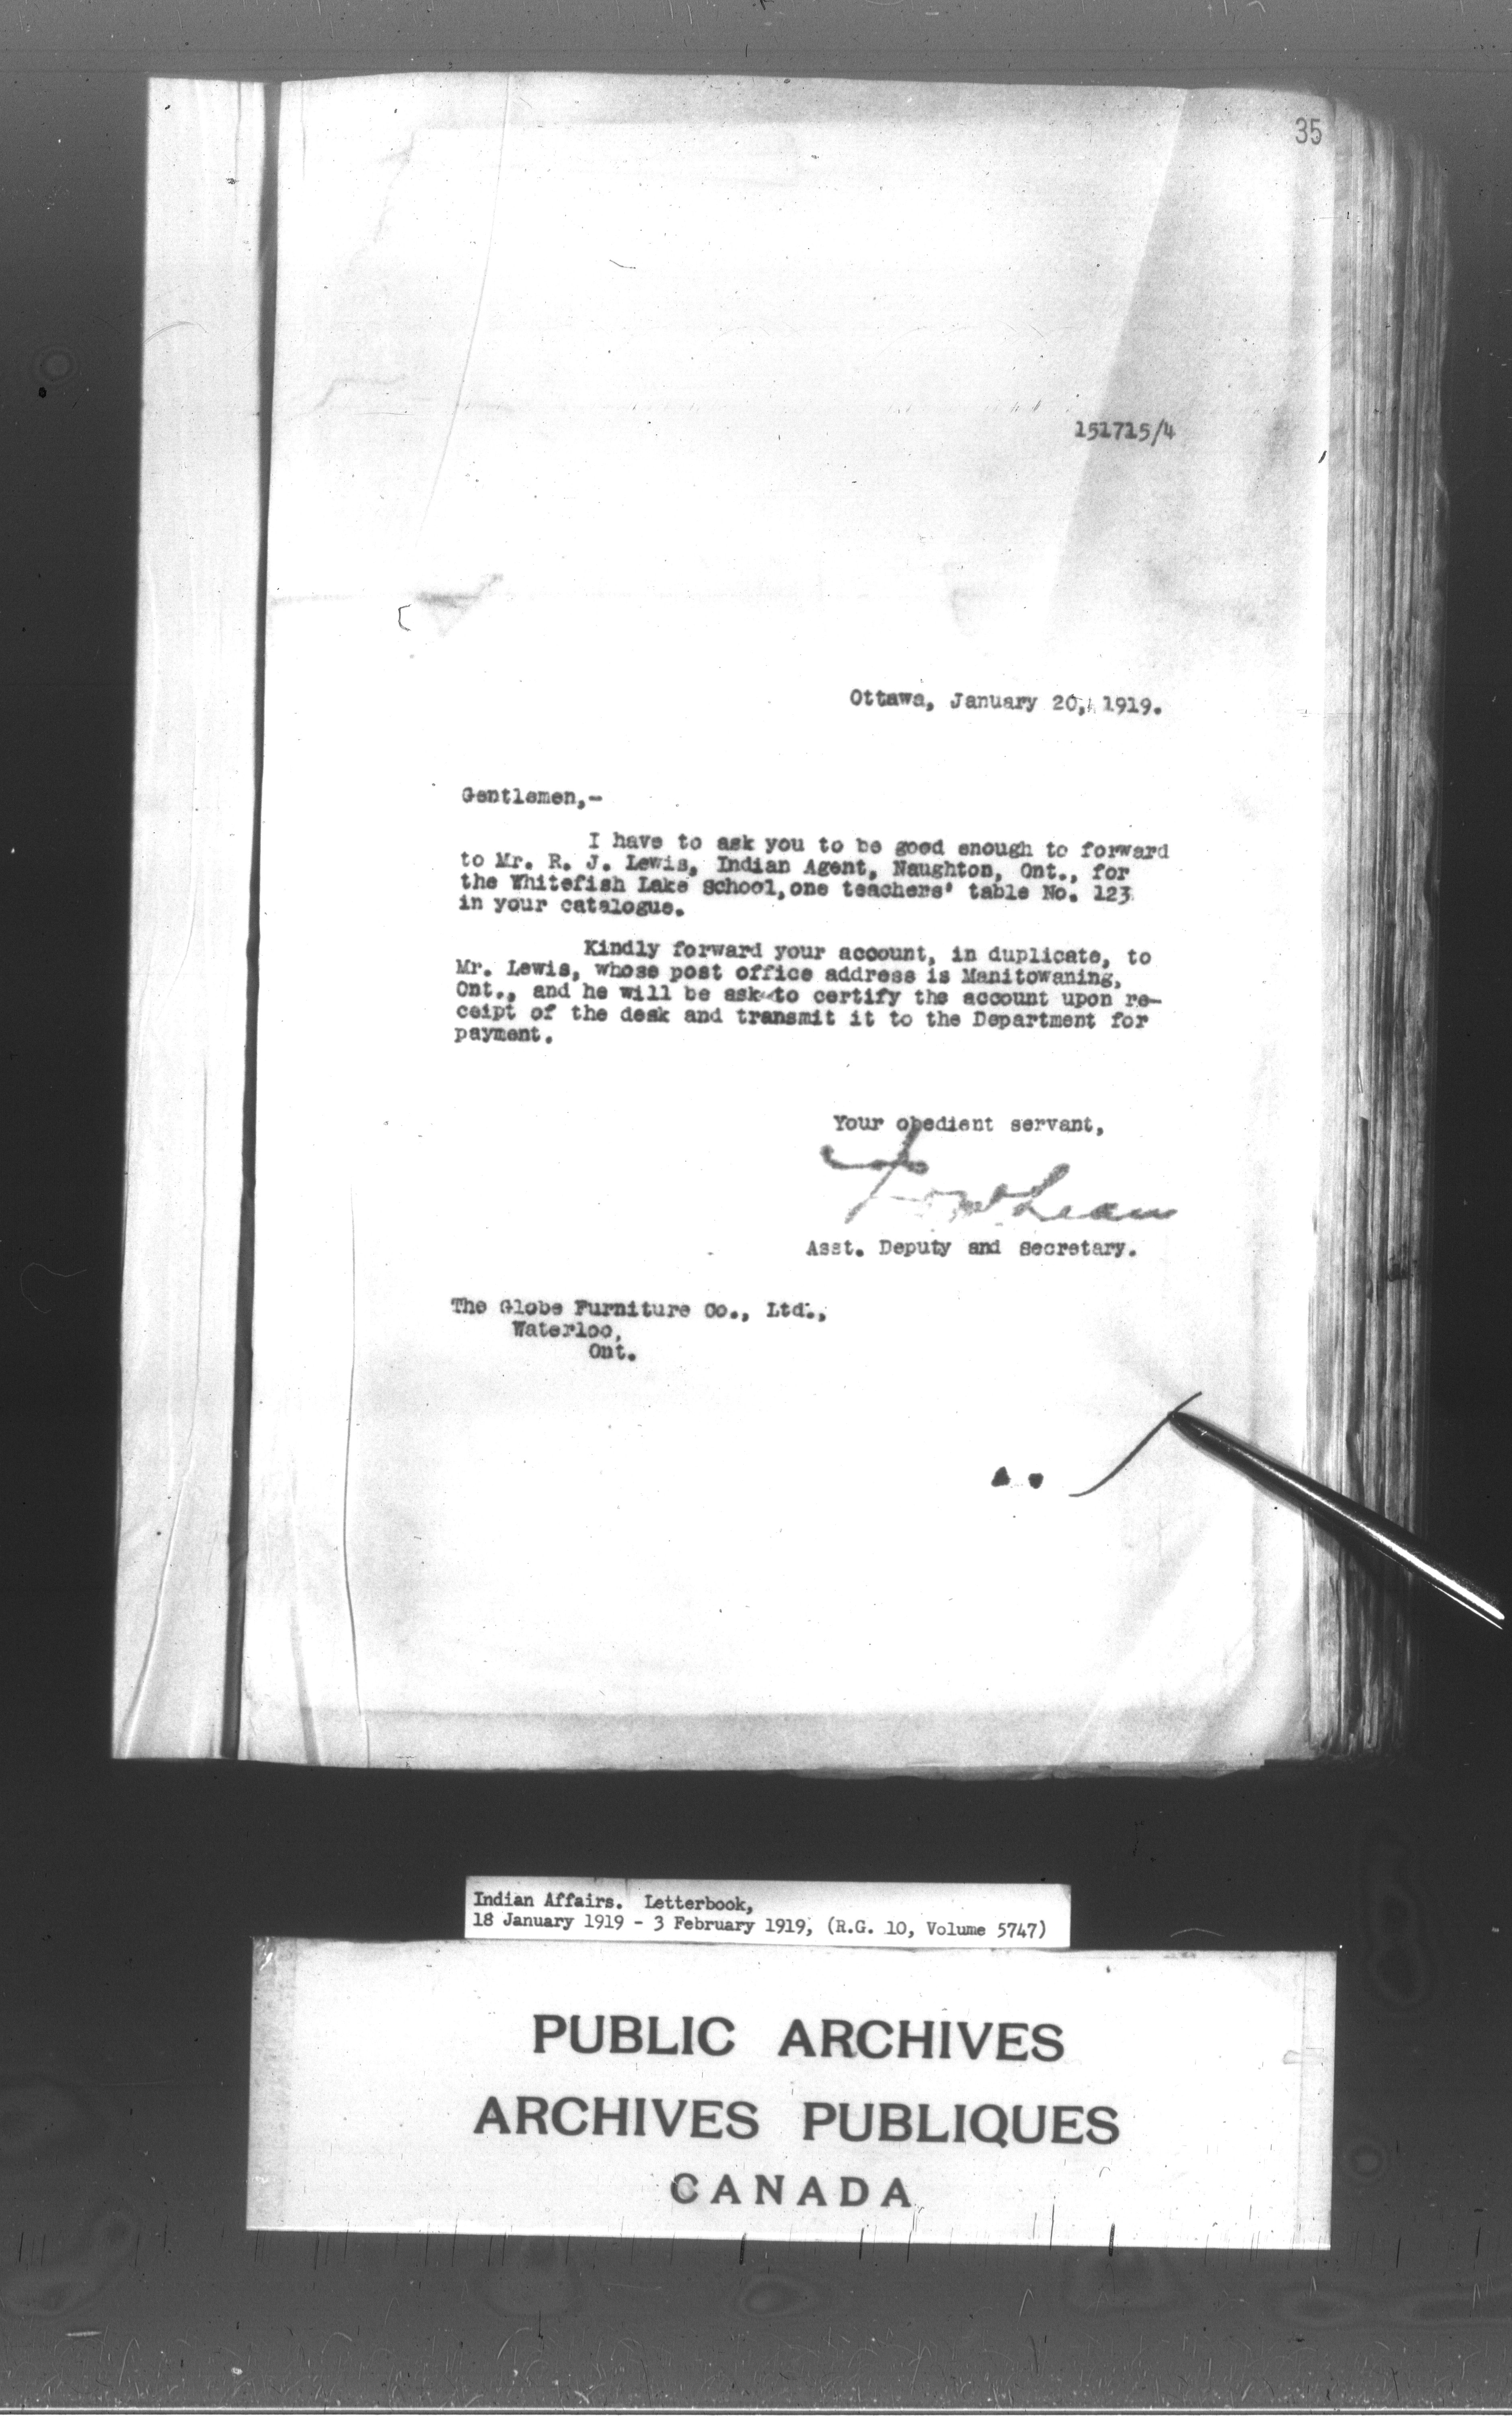 35
151715/4
Ottawa, January 20, 1919.
Gentlemen,-
I have to ask you to be good enough to forward
to Mr. R. J. Lewis, Indian Agent, Naughton, Ont., for
the Whitefish Lake School, one teachers' table No. 123
in your catalogue.
Kindly forward your account, in duplicate, to
Mr. Lewis, whose post office address is Manitowaning,
Ont., and he will be ask to certify the account upon re-
ceipt of the desk and transmit it to the Department for
payment.
Your obedient servant,
Asst. Deputy and Secretary.
The Globe Furniture Co., Ltd.,
Waterloo,
Ont.
Indian Affairs. Letterbook,
18 January 1919 - 3 February 1919, (R.G. 10, Volume 5747)
PUBLIC ARCHIVES
ARCHIVES PUBLIQUES
CANADA